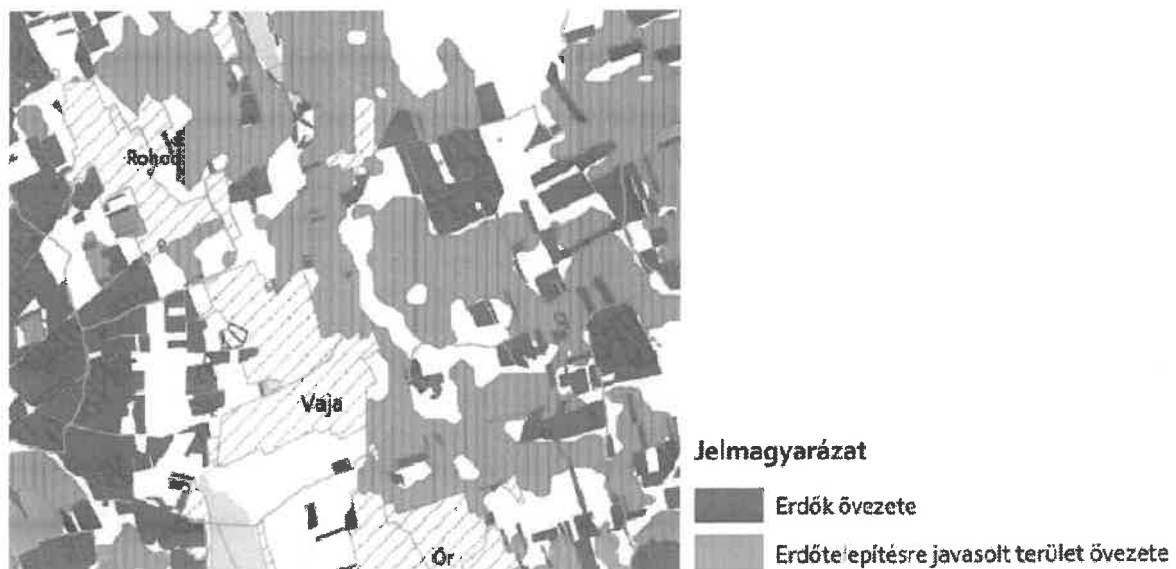 Rohod
Vaja
Jelmagyarázat
Erdők övezete
Erdőtelepítésre javasolt terület övezete
Őr